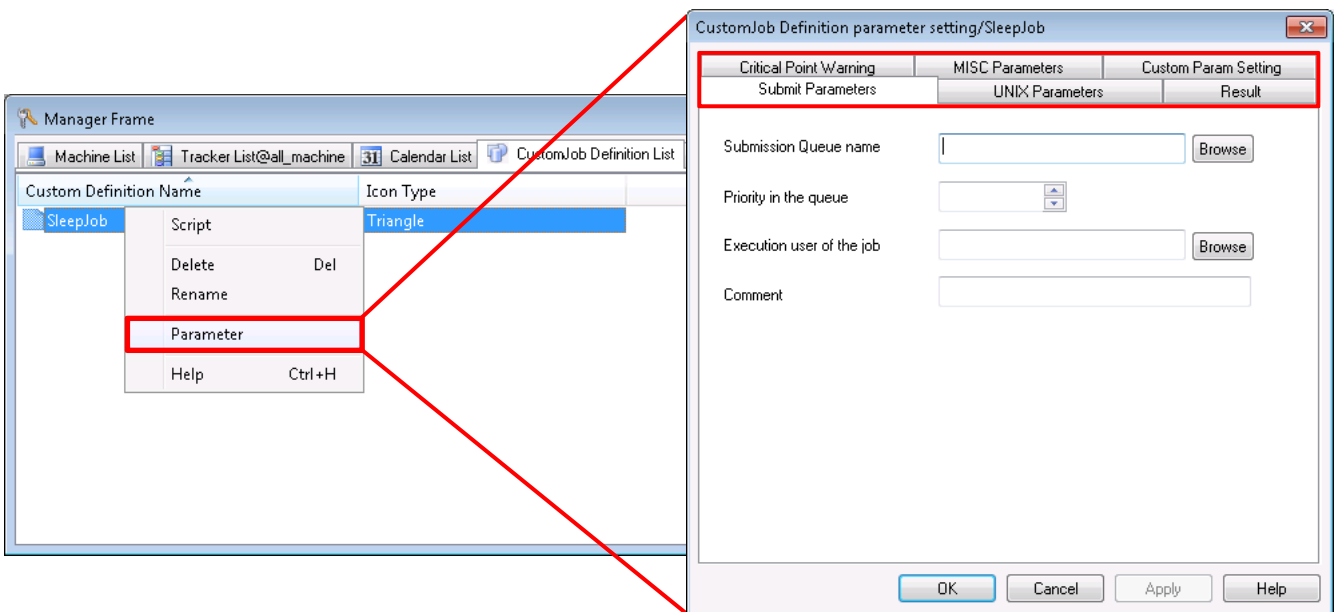 Manager Frame
Machine List Tracker List@all_machine 31 Calendar List CustomJob Definition List
Custom Definition Name Icon Type
SleepJob Triangle
Script
Delete Del
Rename
Parameter
Help Ctrl+H
CustomJob Definition parameter setting/SleepJob
Critical Point Warning MISC Parameters Custom Param Setting
Submit Parameters UNIX Parameters Result
Submission Queue name Browse
Priority in the queue
Execution user of the job Browse
Comment
OK Cancel Apply Help